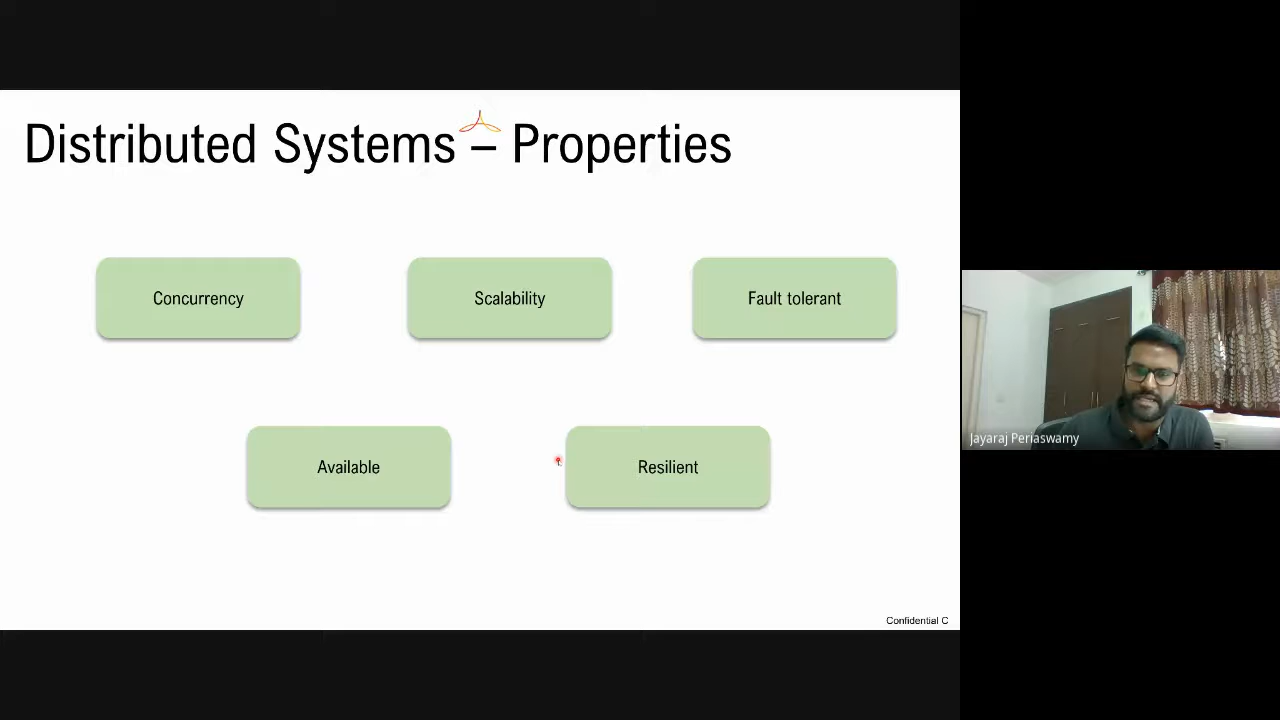 Distributed Systems – Properties
Concurrency
Scalability
Fault tolerant
Available
Resilient
Confidential C
Jayaraj Periaswamy